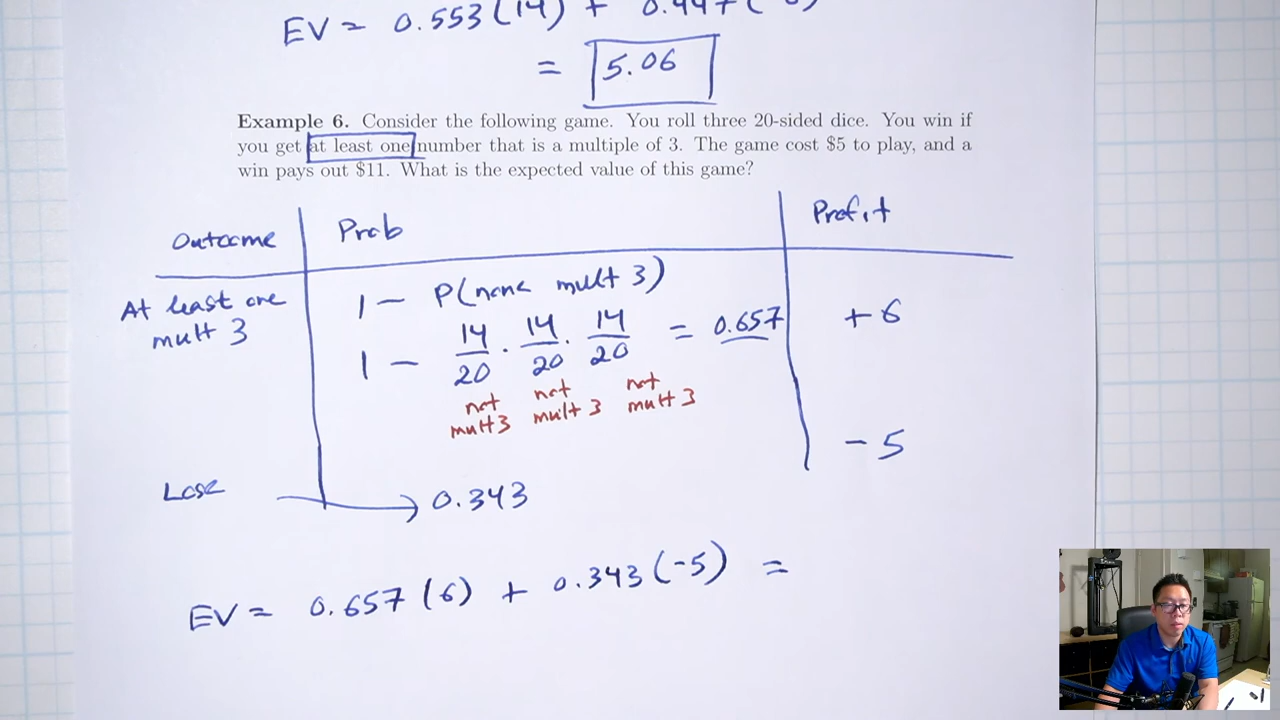 EV = 0.553(14) + 0.447(
= 5.06
Example 6. Consider the following game. You roll three 20-sided dice. You win if
you get at least one number that is a multiple of 3. The game cost $5 to play, and a
win pays out $11. What is the expected value of this game?
Outcome Prob Profit
At least one
mult 3
1 - P(none mult 3)
1 - 14/20 · 14/20 · 14/20 = 0.657 +6
not not not
mult 3 mult 3 mult 3
-5
Lose → 0.343
EV = 0.657(6) + 0.343(-5) =